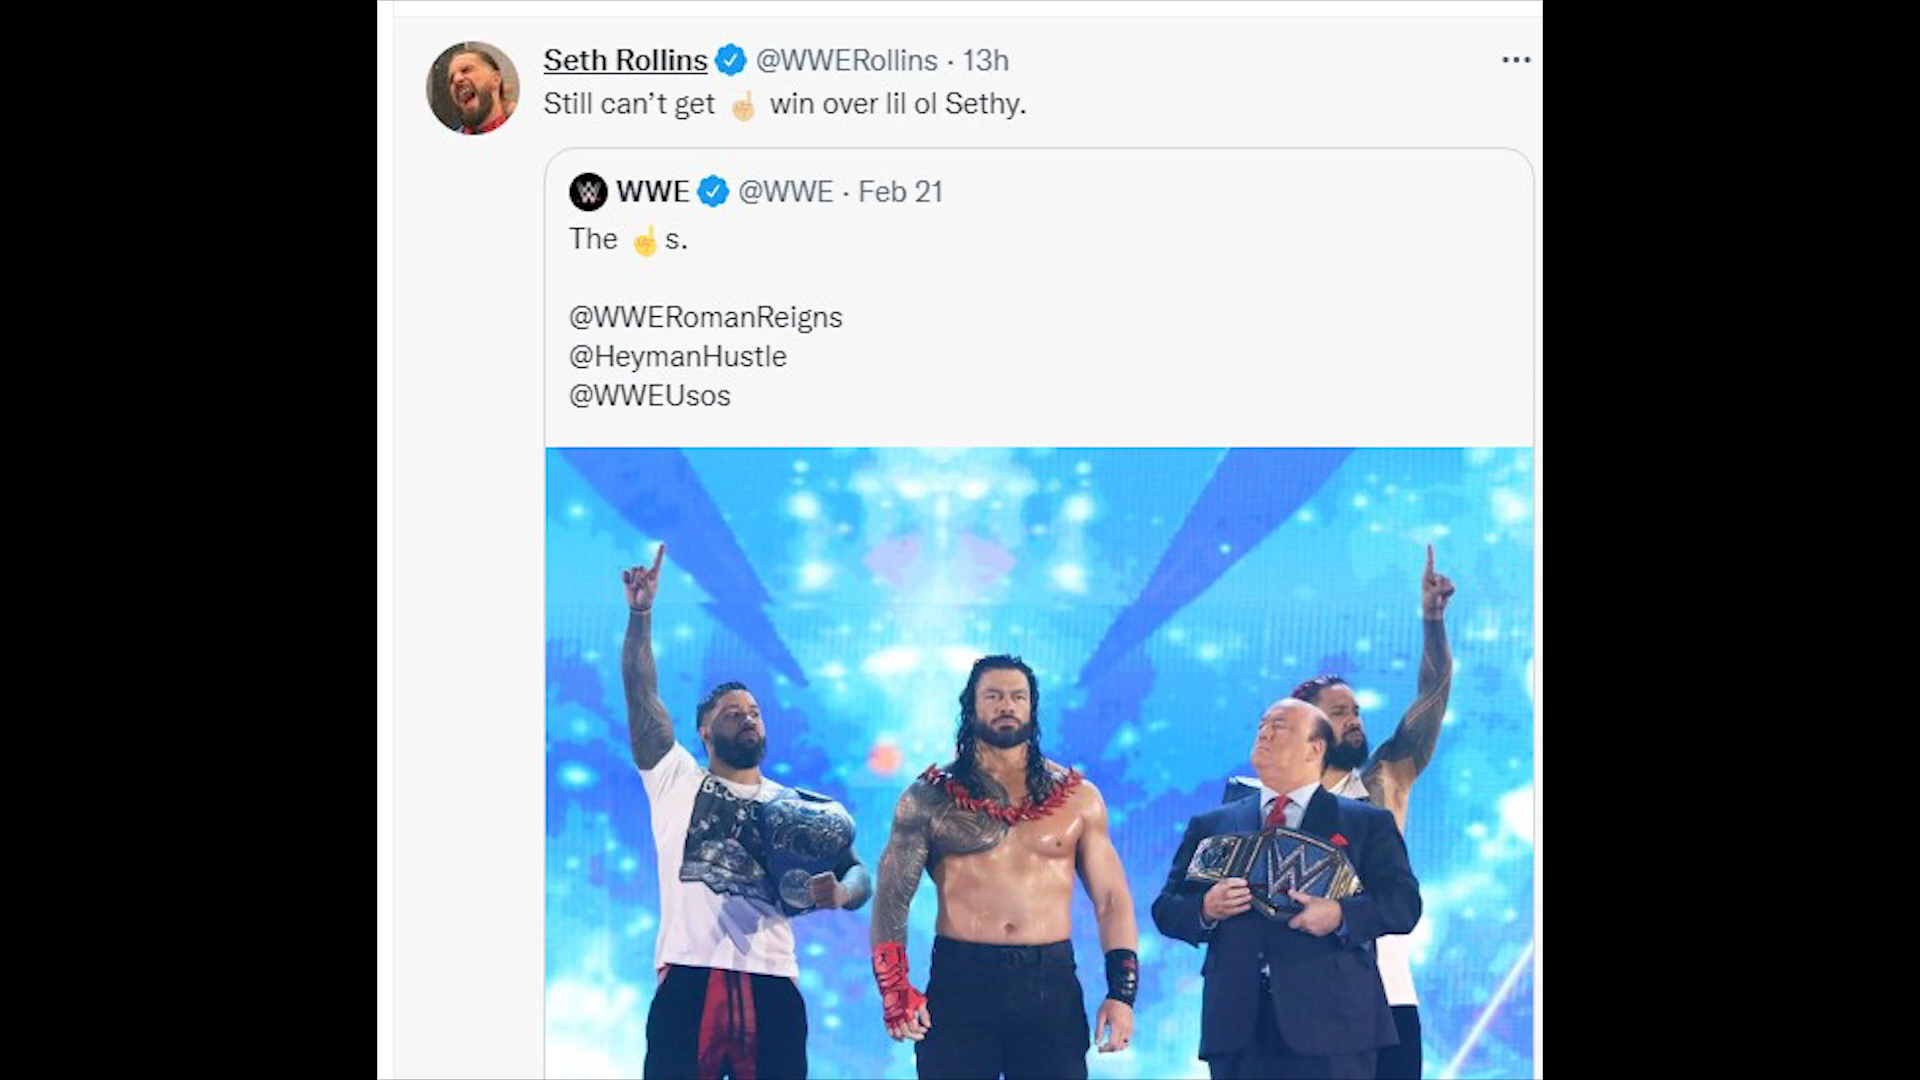 Seth Rollins @WWERollins · 13h
Still can't get ☝🏼 win over lil ol Sethy.
WWE @WWE · Feb 21
The ☝️s.
@WWERomanReigns
@HeymanHustle
@WWEUsos